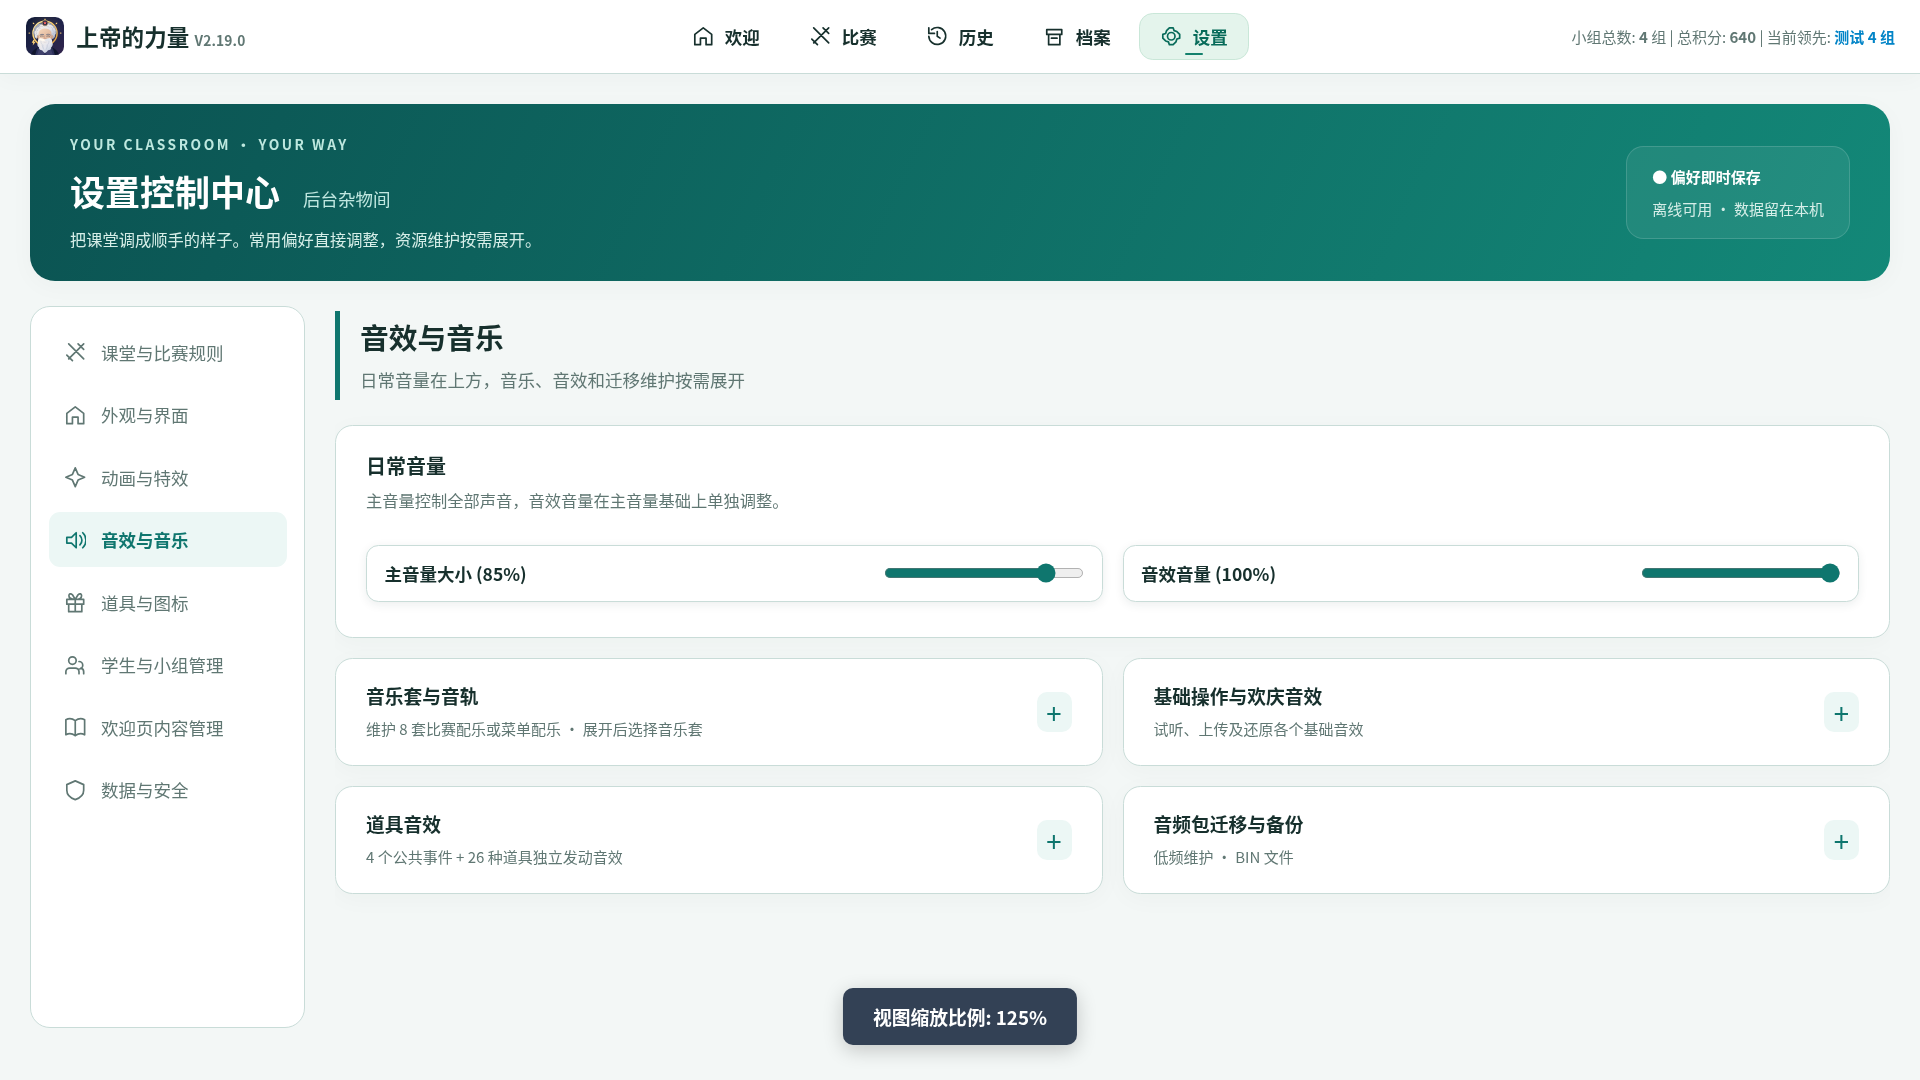 上帝的力量 V2.19.0
欢迎
比赛
历史
档案
设置
小组总数: 4 组 | 总积分: 640 | 当前领先: 测试 4 组
YOUR CLASSROOM · YOUR WAY
设置控制中心 后台杂物间
把课堂调成顺手的样子。常用偏好直接调整，资源维护按需展开。
● 偏好即时保存
离线可用 · 数据留在本机
课堂与比赛规则
外观与界面
动画与特效
音效与音乐
道具与图标
学生与小组管理
欢迎页内容管理
数据与安全
音效与音乐
日常音量在上方，音乐、音效和迁移维护按需展开
日常音量
主音量控制全部声音，音效音量在主音量基础上单独调整。
主音量大小 (85%)
音效音量 (100%)
音乐套与音轨
维护 8 套比赛配乐或菜单配乐 · 展开后选择音乐套
+
基础操作与欢庆音效
试听、上传及还原各个基础音效
+
道具音效
4 个公共事件 + 26 种道具独立发动音效
+
音频包迁移与备份
低频维护 · BIN 文件
+
视图缩放比例: 125%